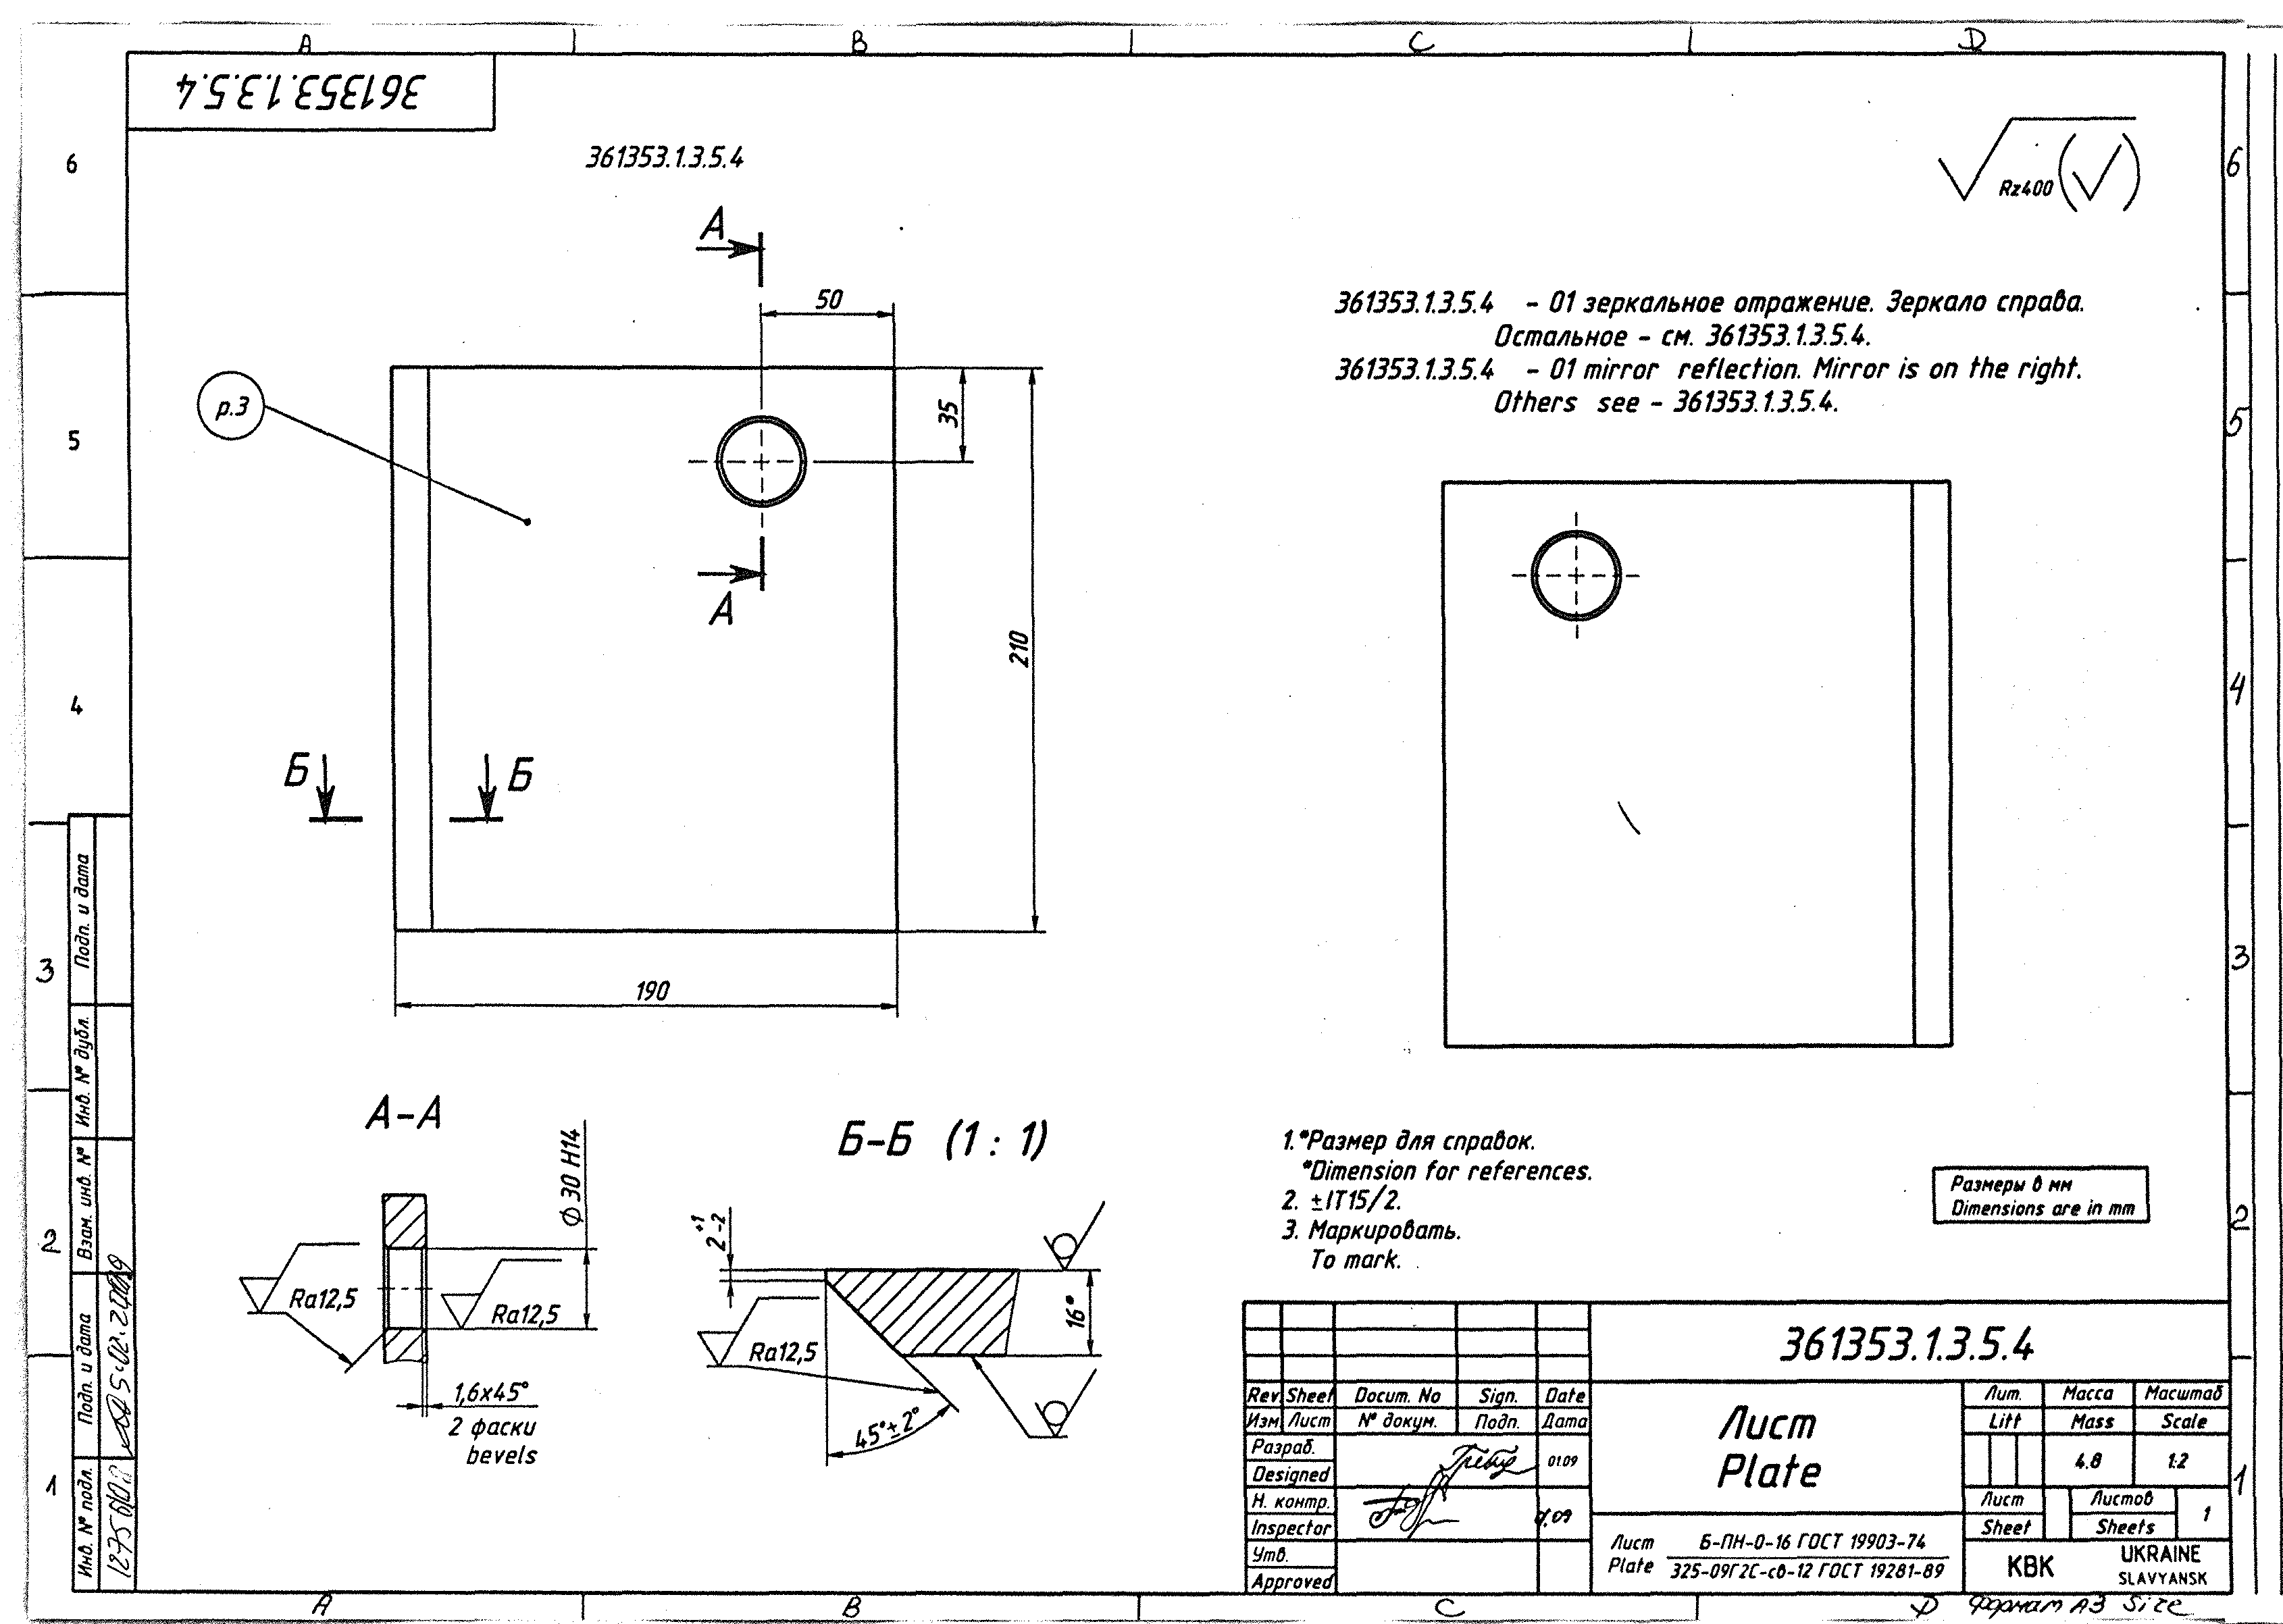 A B C D
361353.1.3.5.4
361353.1.3.5.4
6
Rz400
6
A
50
361353.1.3.5.4 - 01 зеркальное отражение. Зеркало справа.
Остальное - см. 361353.1.3.5.4.
361353.1.3.5.4 - 01 mirror reflection. Mirror is on the right.
Others see - 361353.1.3.5.4.
р.3
35
5
5
A
210
4
4
Б Б
3
190
3
А-А
Б-Б (1 : 1)
Ø 30 H14
Ra12,5
Ra12,5
1,6x45°
2 фаски
bevels
2 +1 -2
Ra12,5
16*
45°±2°
1.*Размер для справок.
*Dimension for references.
2. ±IT15/2.
3. Маркировать.
To mark.
Размеры в мм
Dimensions are in mm
2
2
361353.1.3.5.4
Rev Sheet Docum. No Sign. Date
Изм Лист № докум. Подп. Дата
Разраб.
Designed
01.09
Н. контр.
Inspector
Утв.
Approved
Лист
Plate
Лит. Масса Масштаб
Litt Mass Scale
4.8 1:2
Лист Листов
Sheet Sheets 1
Лист Б-ПН-0-16 ГОСТ 19903-74
Plate 325-09Г2С-св-12 ГОСТ 19281-89
КВК
UKRAINE
SLAVYANSK
1
1
Подп. и дата
Инв. № дубл.
Взам. инв. №
Подп. и дата
Инв. № подл.
A B C D Формат А3 Size